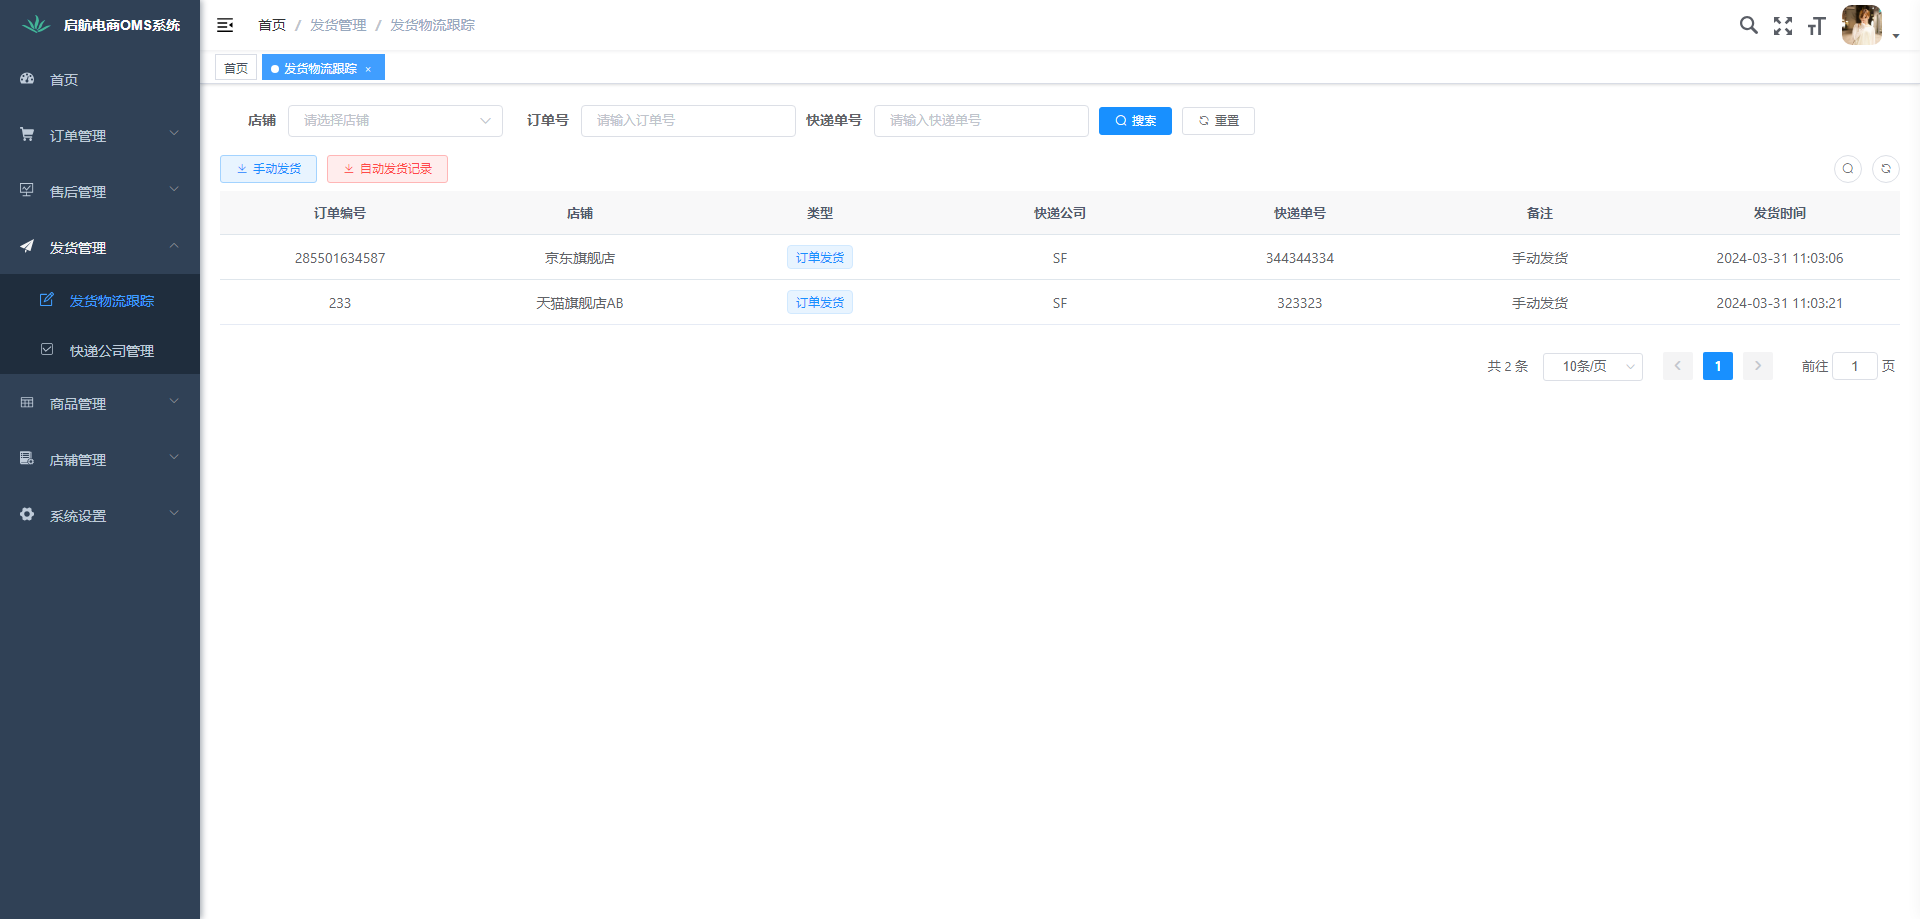 启航电商OMS系统
首页
订单管理
售后管理
发货管理
发货物流跟踪
快递公司管理
商品管理
店铺管理
系统设置
首页 / 发货管理 / 发货物流跟踪
首页 发货物流跟踪 ×
店铺 请选择店铺 订单号 请输入订单号 快递单号 请输入快递单号 搜索 重置
手动发货 自动发货记录
订单编号 店铺 类型 快递公司 快递单号 备注 发货时间
285501634587 京东旗舰店 订单发货 SF 344344334 手动发货 2024-03-31 11:03:06
233 天猫旗舰店AB 订单发货 SF 323323 手动发货 2024-03-31 11:03:21
共 2 条 10条/页 1 前往 1 页